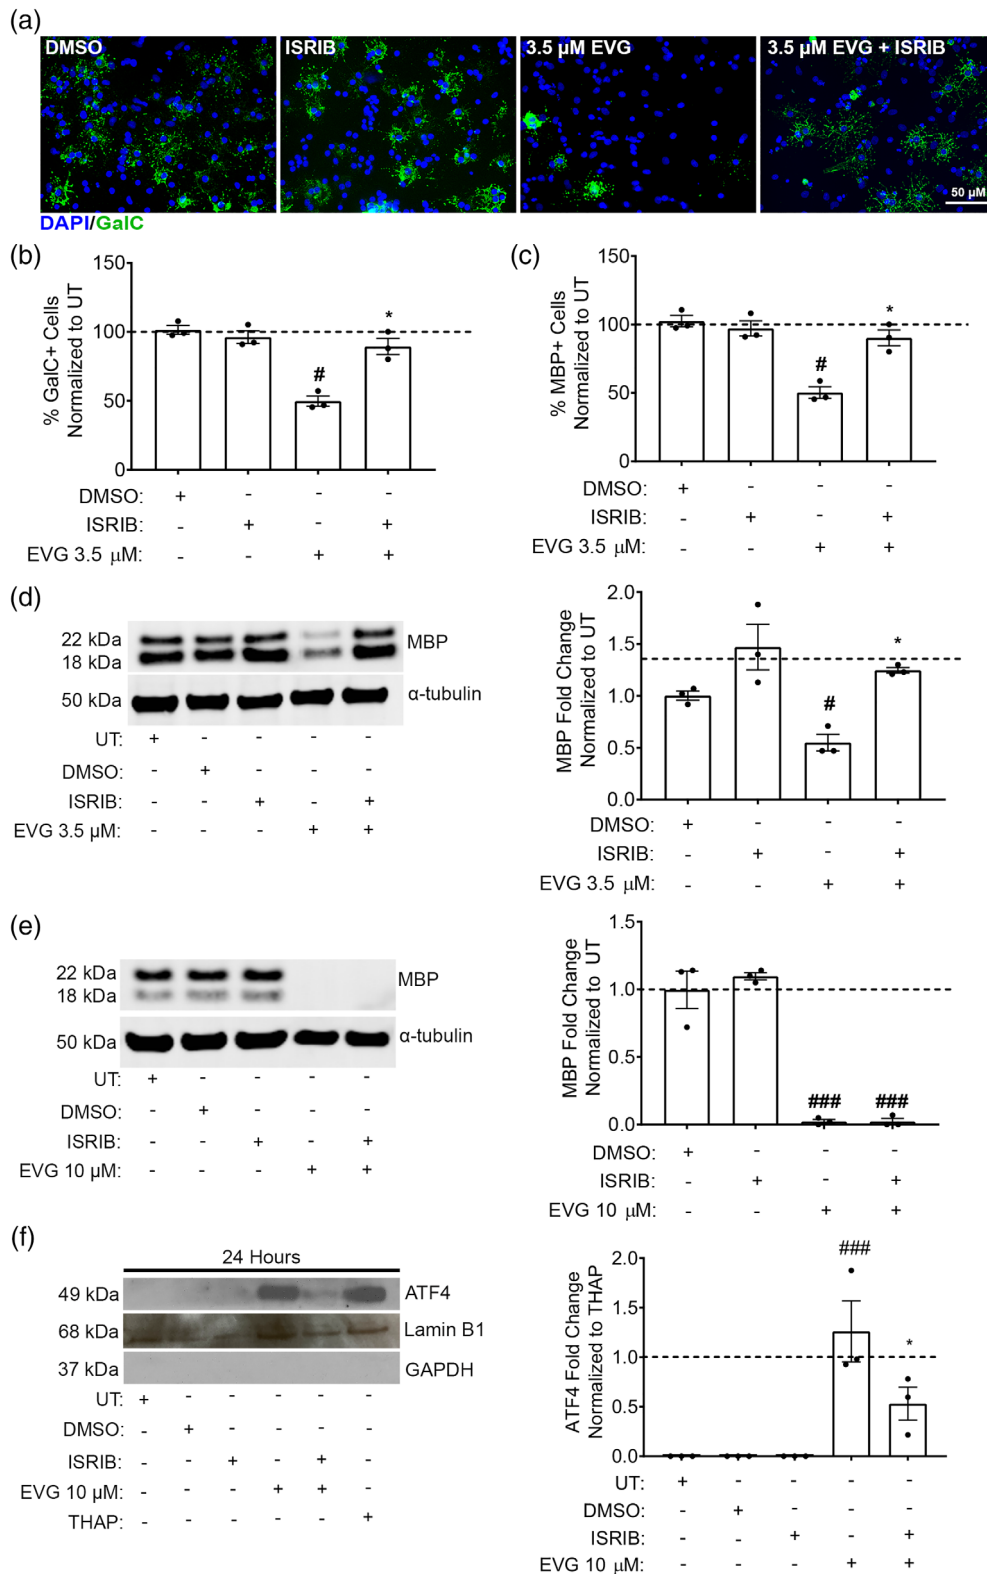 (a)
DMSO
ISRIB
3.5 µM EVG
3.5 µM EVG + ISRIB
50 µM
DAPI/GalC
(b)
% GalC+ Cells
Normalized to UT
150
100
50
0
#
*
DMSO: + - - -
ISRIB: - + - +
EVG 3.5 µM: - - + +
(c)
% MBP+ Cells
Normalized to UT
150
100
50
0
#
*
DMSO: + - - -
ISRIB: - + - +
EVG 3.5 µM: - - + +
(d)
22 kDa
18 kDa
MBP
50 kDa
α-tubulin
UT: + - - - -
DMSO: - + - - -
ISRIB: - - + - +
EVG 3.5 µM: - - - + +
MBP Fold Change
Normalized to UT
2.0
1.5
1.0
0.5
0.0
#
*
DMSO: + - - -
ISRIB: - + - +
EVG 3.5 µM: - - + +
(e)
22 kDa
18 kDa
MBP
50 kDa
α-tubulin
UT: + - - - -
DMSO: - + - - -
ISRIB: - - + - +
EVG 10 µM: - - - + +
MBP Fold Change
Normalized to UT
1.5
1.0
0.5
0.0
###
###
DMSO: + - - -
ISRIB: - + - +
EVG 10 µM: - - + +
(f)
24 Hours
49 kDa
ATF4
68 kDa
Lamin B1
37 kDa
GAPDH
UT: + - - - - -
DMSO: - + - - - -
ISRIB: - - + - + -
EVG 10 µM: - - - + + -
THAP: - - - - - +
ATF4 Fold Change
Normalized to THAP
2.0
1.5
1.0
0.5
0.0
###
*
UT: + - - - -
DMSO: - + - - -
ISRIB: - - + - +
EVG 10 µM: - - - + +